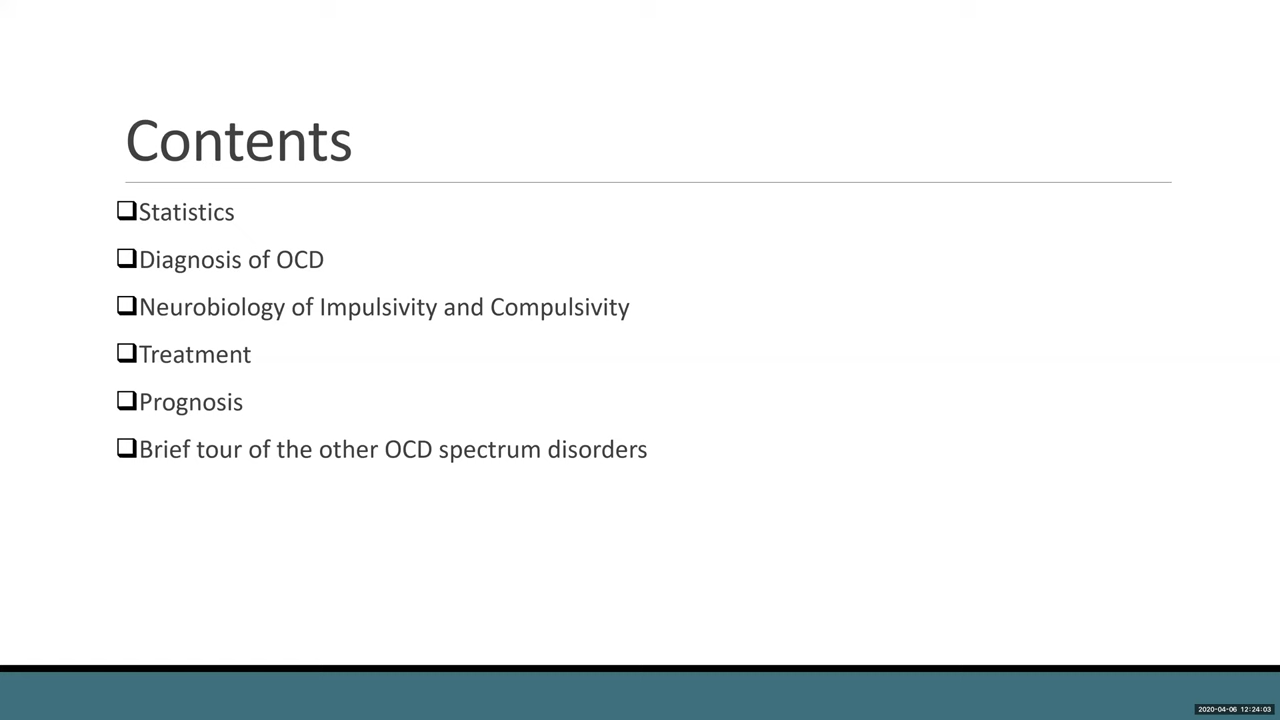 Contents
Statistics
Diagnosis of OCD
Neurobiology of Impulsivity and Compulsivity
Treatment
Prognosis
Brief tour of the other OCD spectrum disorders
2020-04-06 12:24:03